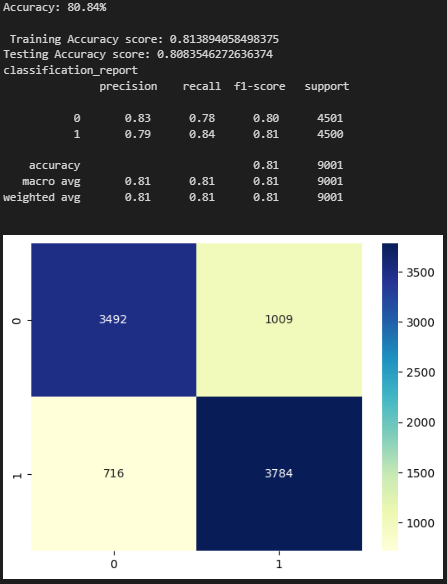 Accuracy: 80.84%
Training Accuracy score: 0.813894058498375
Testing Accuracy score: 0.8083546272636374
classification_report
precision recall f1-score support
0 0.83 0.78 0.80 4501
1 0.79 0.84 0.81 4500
accuracy 0.81 9001
macro avg 0.81 0.81 0.81 9001
weighted avg 0.81 0.81 0.81 9001
3500
0 3492 1009
3000
2500
2000
1500
1 716 3784
1000
0 1